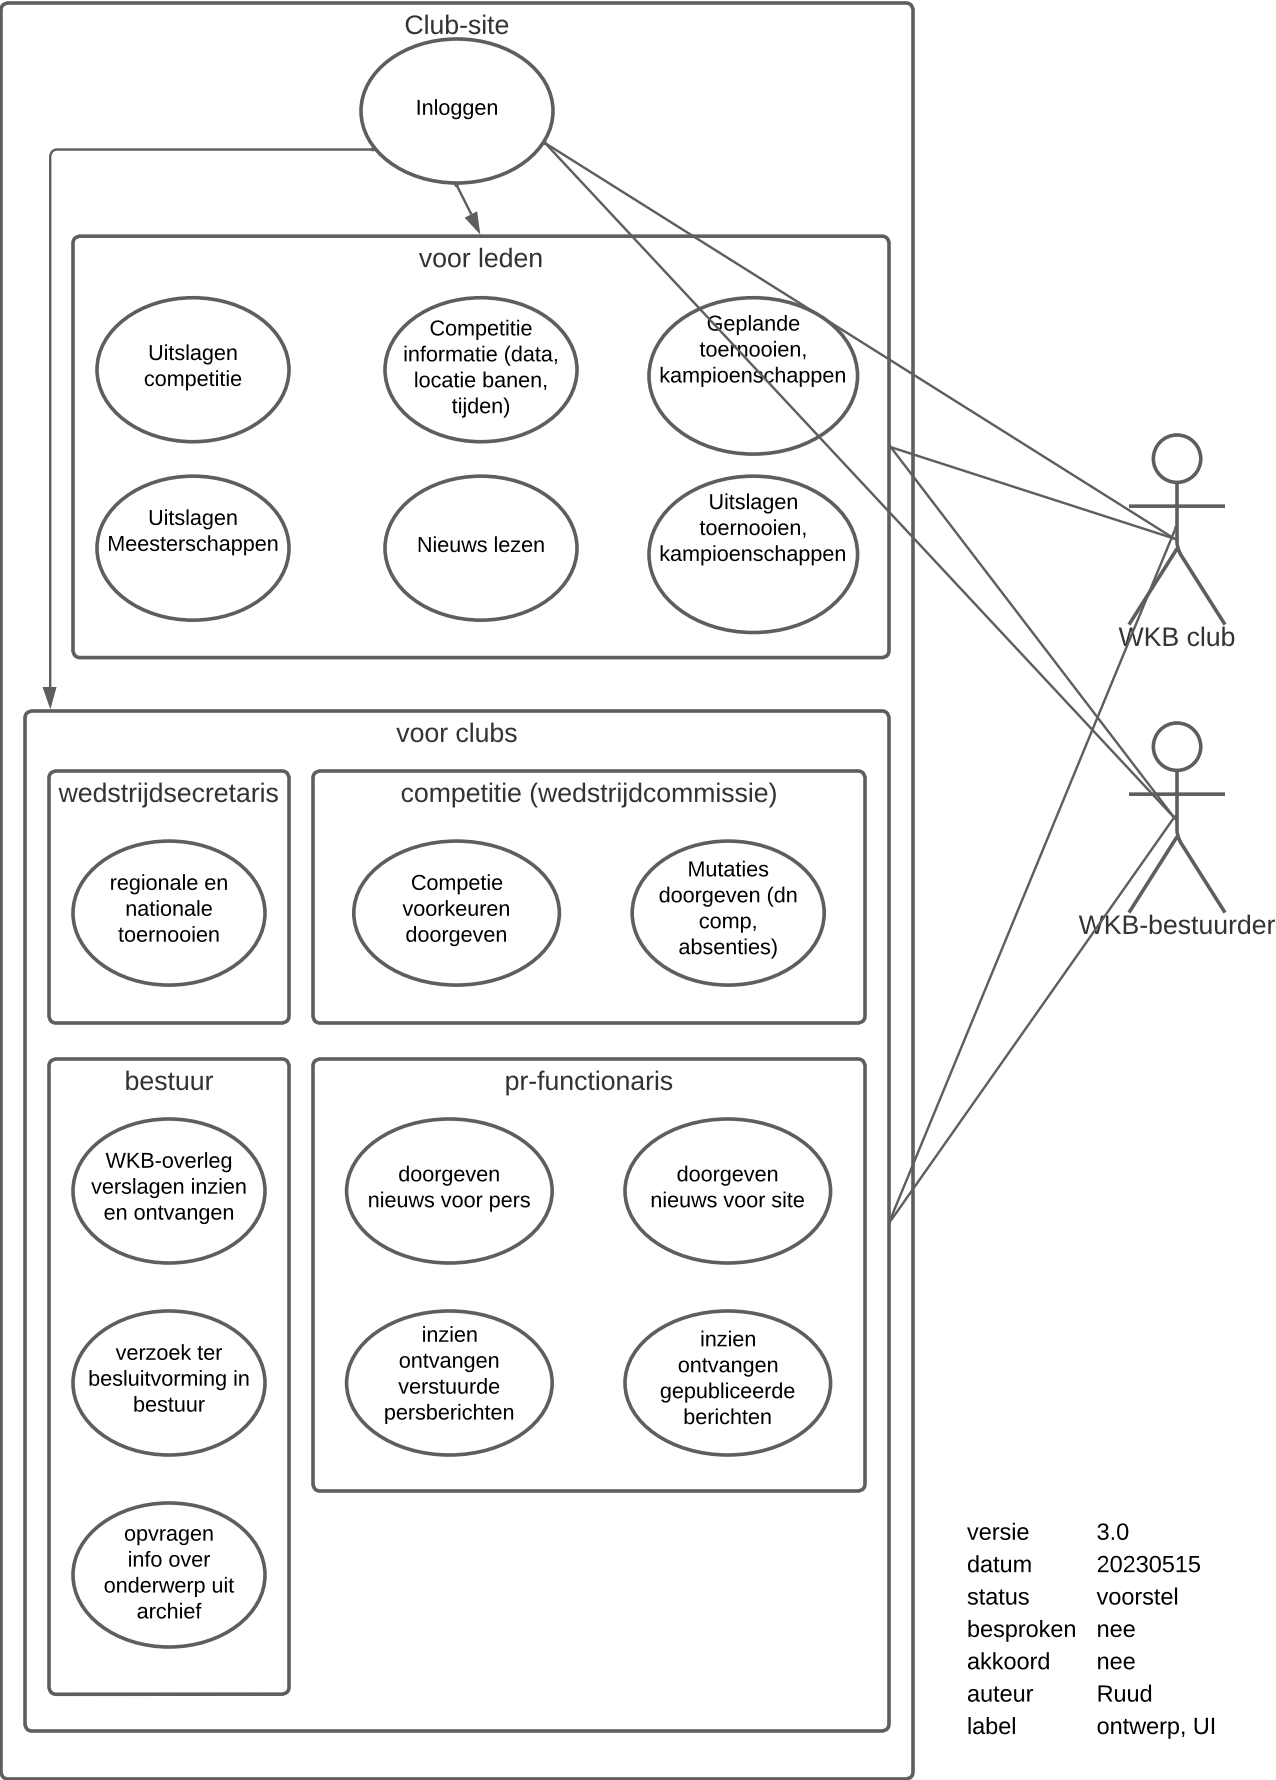 Club-site
Inloggen
voor leden
Uitslagen
competitie
Competitie
informatie (data,
locatie banen,
tijden)
Geplande
toernooien,
kampioenschappen
Uitslagen
Meesterschappen
Nieuws lezen
Uitslagen
toernooien,
kampioenschappen
WKB club
WKB-bestuurder
voor clubs
wedstrijdsecretaris
regionale en
nationale
toernooien
competitie (wedstrijdcommissie)
Competie
voorkeuren
doorgeven
Mutaties
doorgeven (dn
comp,
absenties)
bestuur
WKB-overleg
verslagen inzien
en ontvangen
verzoek ter
besluitvorming in
bestuur
opvragen
info over
onderwerp uit
archief
pr-functionaris
doorgeven
nieuws voor pers
doorgeven
nieuws voor site
inzien
ontvangen
verstuurde
persberichten
inzien
ontvangen
gepubliceerde
berichten
versie 3.0
datum 20230515
status voorstel
besproken nee
akkoord nee
auteur Ruud
label ontwerp, UI